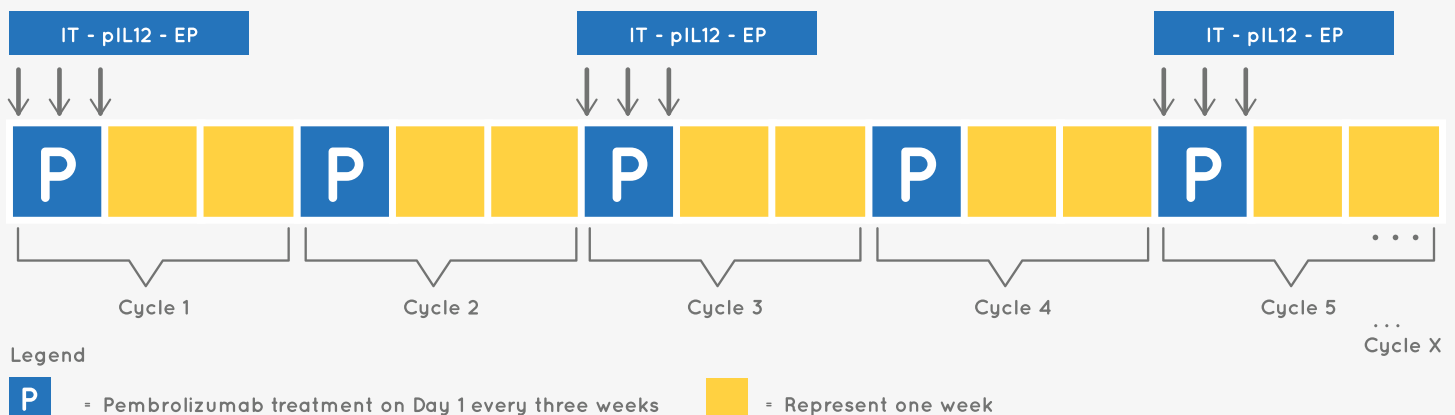 IT - pIL12 - EP
IT - pIL12 - EP
IT - pIL12 - EP
P
P
P
P
P
...
Cycle 1
Cycle 2
Cycle 3
Cycle 4
Cycle 5
...
Cycle X
Legend
P = Pembrolizumab treatment on Day 1 every three weeks
= Represent one week